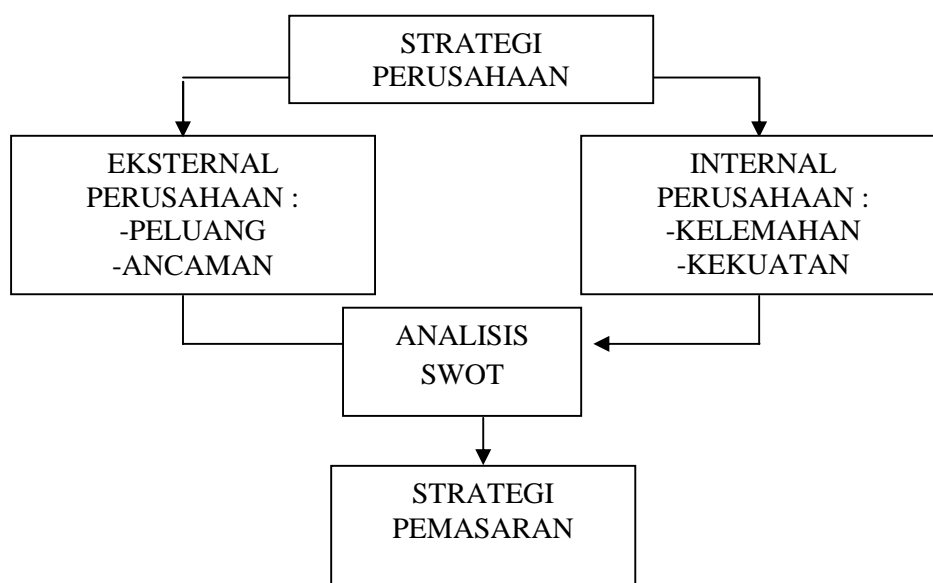 STRATEGI
PERUSAHAAN
EKSTERNAL
PERUSAHAAN :
-PELUANG
-ANCAMAN
INTERNAL
PERUSAHAAN :
-KELEMAHAN
-KEKUATAN
ANALISIS
SWOT
STRATEGI
PEMASARAN